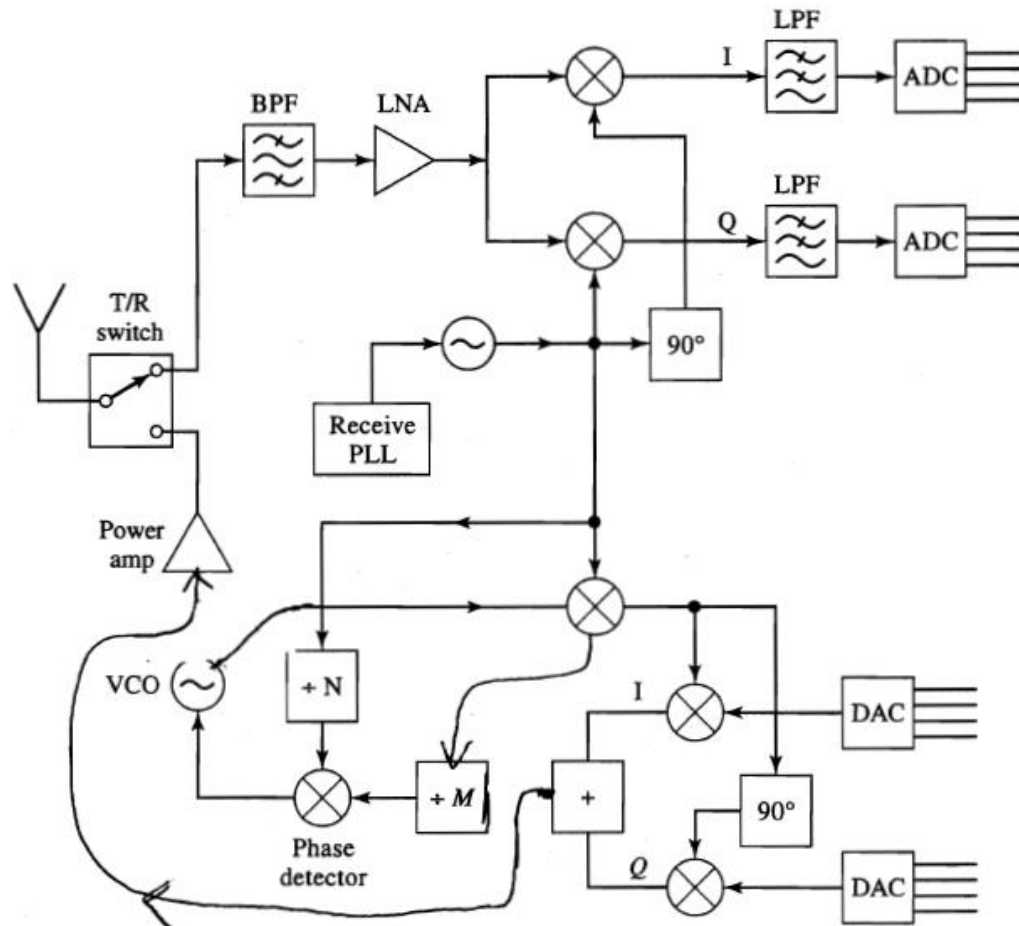 LPF
I
ADC
BPF
LNA
LPF
Q
ADC
T/R
switch
90°
Receive
PLL
Power
amp
VCO
÷ N
I
DAC
÷ M
+
90°
Phase
detector
Q
DAC